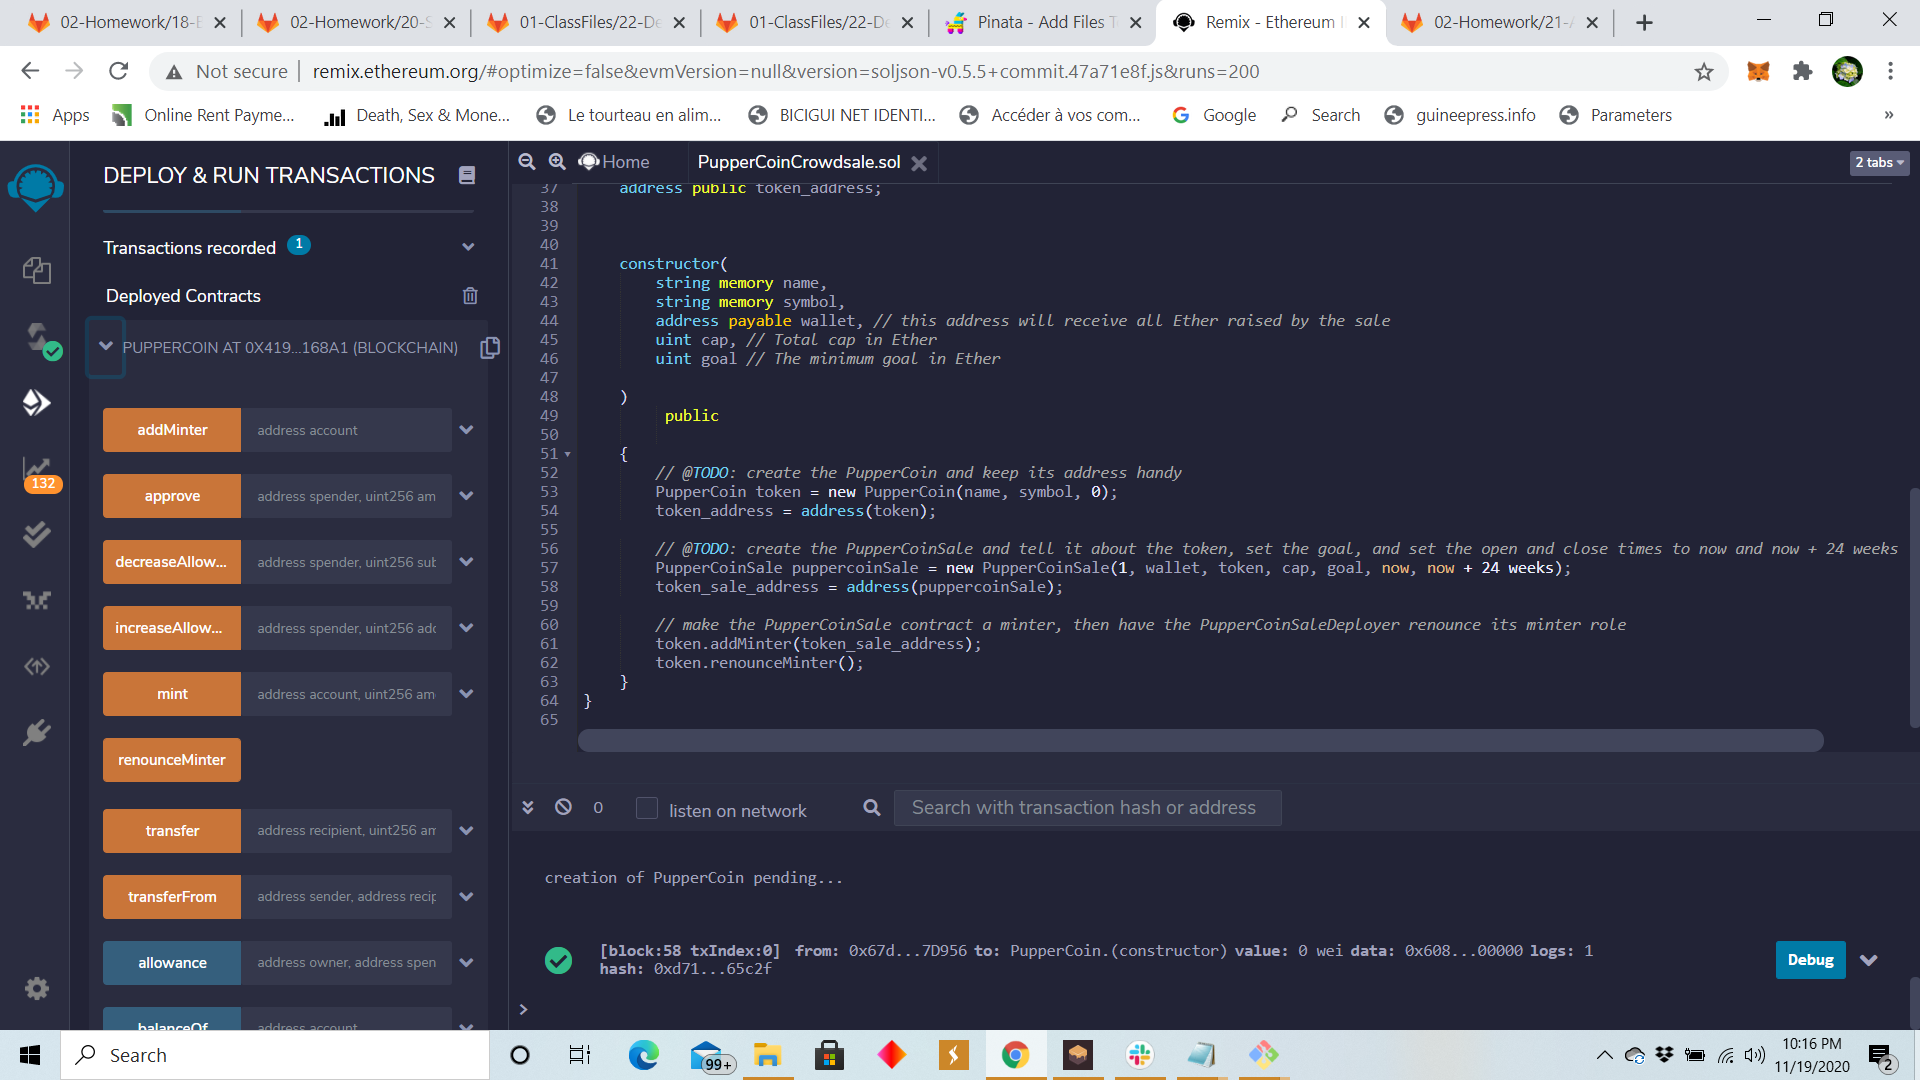 02-Homework/18-B
02-Homework/20-S
01-ClassFiles/22-De
01-ClassFiles/22-De
Pinata - Add Files T
Remix - Ethereum I
02-Homework/21-A
Not secure
remix.ethereum.org/#optimize=false&evmVersion=null&version=soljson-v0.5.5+commit.47a71e8f.js&runs=200
Apps
Online Rent Payme...
Death, Sex & Mone...
Le tourteau en alim...
BICIGUI NET IDENTI...
Accéder à vos com...
Google
Search
guineepress.info
Parameters
»
DEPLOY & RUN TRANSACTIONS
Transactions recorded 1
Deployed Contracts
PUPPERCOIN AT 0X419...168A1 (BLOCKCHAIN)
132
addMinter address account
approve address spender, uint256 am
decreaseAllow... address spender, uint256 sub
increaseAllow... address spender, uint256 add
mint address account, uint256 am
renounceMinter
transfer address recipient, uint256 am
transferFrom address sender, address recip
allowance address owner, address spen
balanceOf address account
Home
PupperCoinCrowdsale.sol
2 tabs
37 address public token_address;
38
39
40
41 constructor(
42 string memory name,
43 string memory symbol,
44 address payable wallet, // this address will receive all Ether raised by the sale
45 uint cap, // Total cap in Ether
46 uint goal // The minimum goal in Ether
47
48 )
49 public
50
51 {
52 // @TODO: create the PupperCoin and keep its address handy
53 PupperCoin token = new PupperCoin(name, symbol, 0);
54 token_address = address(token);
55
56 // @TODO: create the PupperCoinSale and tell it about the token, set the goal, and set the open and close times to now and now + 24 weeks
57 PupperCoinSale puppercoinSale = new PupperCoinSale(1, wallet, token, cap, goal, now, now + 24 weeks);
58 token_sale_address = address(puppercoinSale);
59
60 // make the PupperCoinSale contract a minter, then have the PupperCoinSaleDeployer renounce its minter role
61 token.addMinter(token_sale_address);
62 token.renounceMinter();
63 }
64 }
65
0
listen on network
Search with transaction hash or address
creation of PupperCoin pending...
[block:58 txIndex:0] from: 0x67d...7D956 to: PupperCoin.(constructor) value: 0 wei data: 0x608...00000 logs: 1
hash: 0xd71...65c2f
Debug
>
Search
99+
10:16 PM
11/19/2020
2